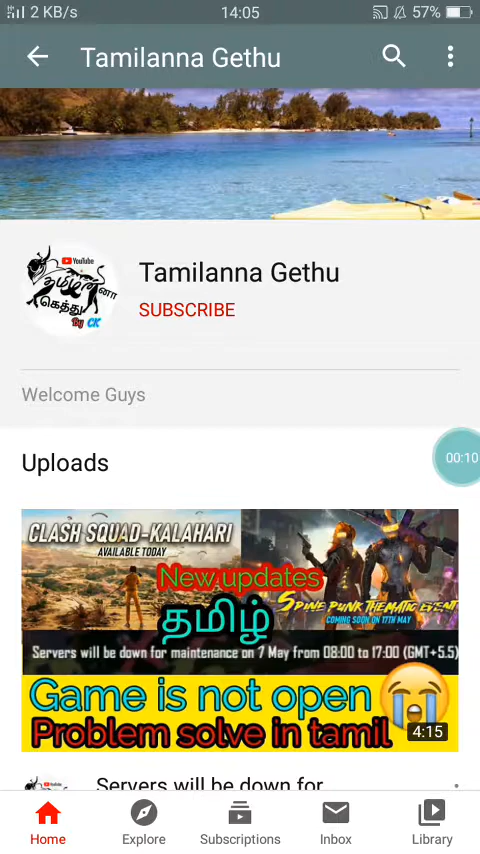 2 KB/s 14:05 57%
Tamilanna Gethu
YouTube
தமிழன்னா
கெத்து
By CK
Tamilanna Gethu
SUBSCRIBE
Welcome Guys
00:10
Uploads
CLASH SQUAD-KALAHARI
AVAILABLE TODAY
New updates
தமிழ்
SPINE PUNK THEMATIC EVENT
COMING SOON ON 17TH MAY
Servers will be down for maintenance on 7 May from 08:00 to 17:00 (GMT+5.5)
Game is not open
Problem solve in tamil
4:15
Servers will be down for
Home Explore Subscriptions Inbox Library